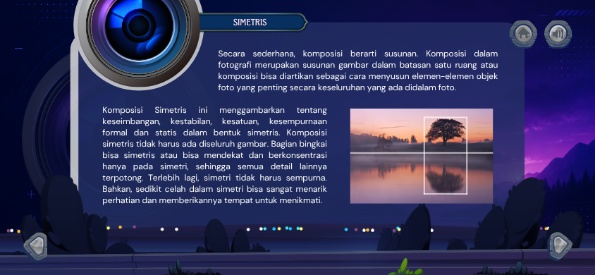 SIMETRIS
Secara sederhana, komposisi berarti susunan. Komposisi dalam
fotografi merupakan susunan gambar dalam batasan satu ruang atau
komposisi bisa diartikan sebagai cara menyusun elemen-elemen objek
foto yang penting secara keseluruhan yang ada didalam foto.
Komposisi Simetris ini menggambarkan tentang
keseimbangan, kestabilan, kesatuan, kesempurnaan
formal dan statis dalam bentuk simetris. Komposisi
simetris tidak harus ada diseluruh gambar. Bagian bingkai
bisa simetris atau bisa mendekat dan berkonsentrasi
hanya pada simetri, sehingga semua detail lainnya
terpotong. Terlebih lagi, simetri tidak harus sempurna.
Bahkan, sedikit celah dalam simetri bisa sangat menarik
perhatian dan memberikannya tempat untuk menikmati.